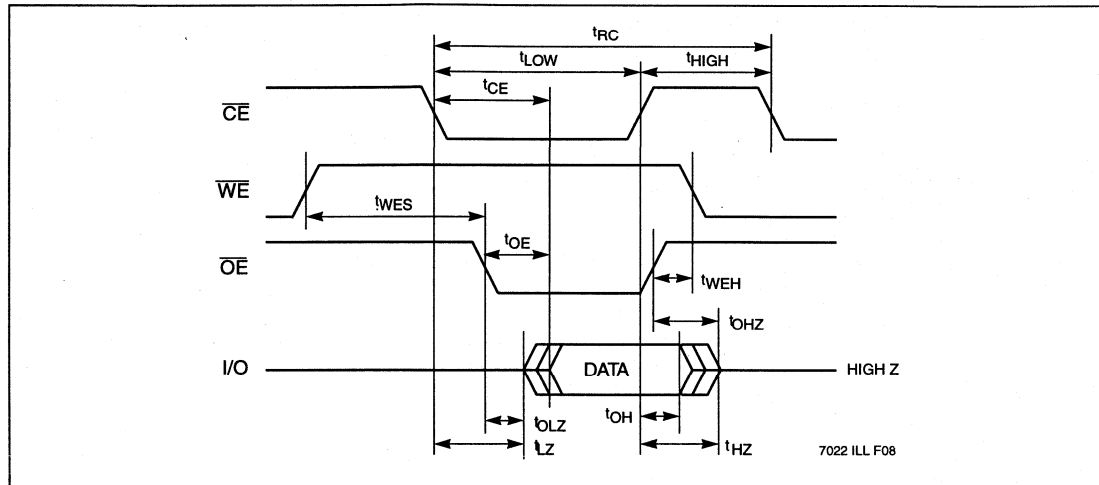 tRC
tLOW
tHIGH
tCE
CE
WE
tWES
tOE
OE
tWEH
tOHZ
I/O
DATA
HIGH Z
tOLZ
tOH
tLZ
tHZ
7022 ILL F08